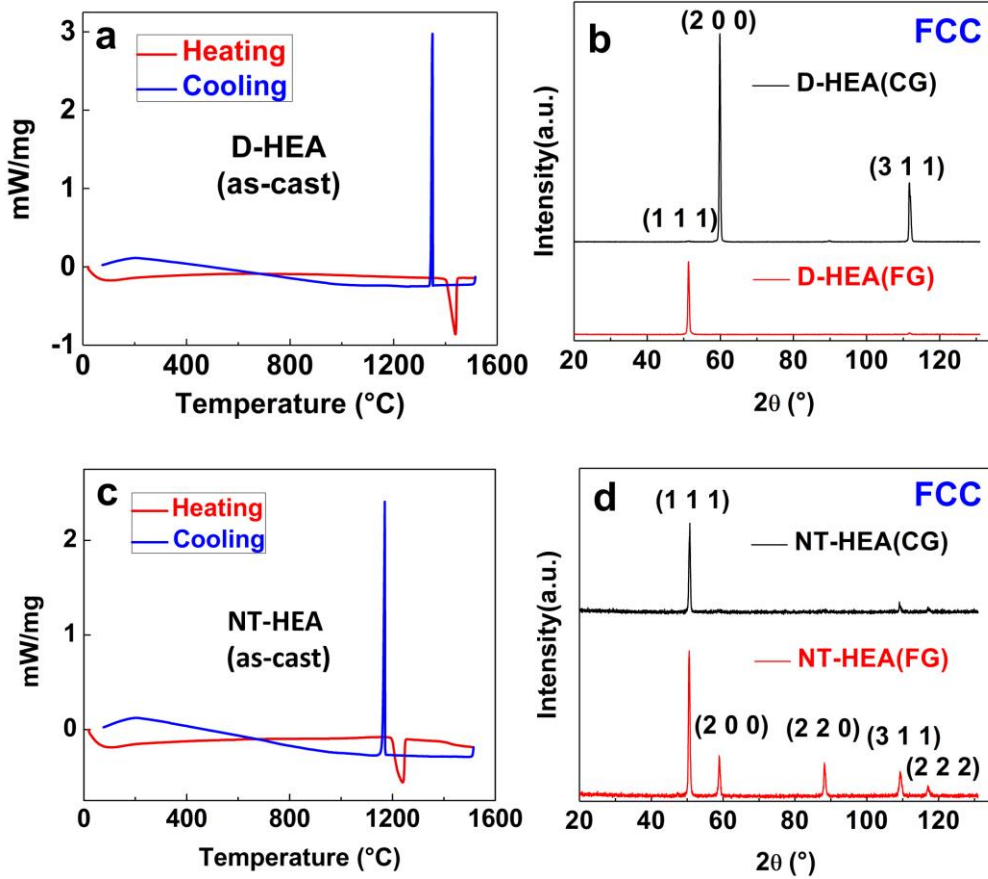 a
Heating
Cooling
D-HEA
(as-cast)
mW/mg
3
2
1
0
-1
0 400 800 1200 1600
Temperature (°C)
b
(2 0 0)
FCC
D-HEA(CG)
(3 1 1)
(1 1 1)
D-HEA(FG)
Intensity(a.u.)
20 40 60 80 100 120
2θ (°)
c
Heating
Cooling
NT-HEA
(as-cast)
mW/mg
2
1
0
0 400 800 1200 1600
Temperature (°C)
d
FCC
(1 1 1)
NT-HEA(CG)
NT-HEA(FG)
(2 0 0)
(2 2 0)
(3 1 1)
(2 2 2)
Intensity(a.u.)
20 40 60 80 100 120
2θ (°)